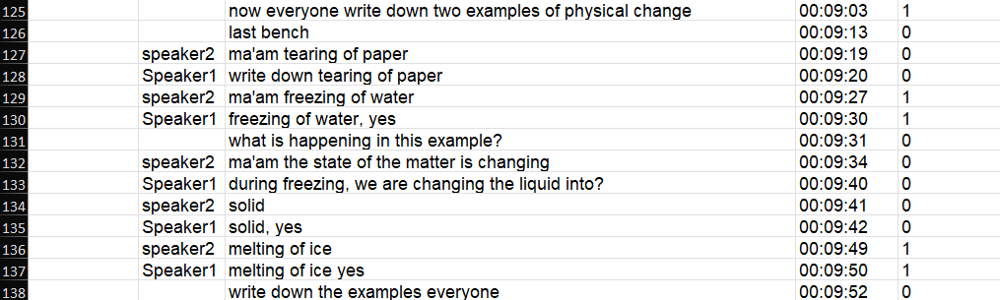 125 now everyone write down two examples of physical change 00:09:03 1
126 last bench 00:09:13 0
127 speaker2 ma'am tearing of paper 00:09:19 0
128 Speaker1 write down tearing of paper 00:09:20 0
129 speaker2 ma'am freezing of water 00:09:27 1
130 Speaker1 freezing of water, yes 00:09:30 1
131 what is happening in this example? 00:09:31 0
132 speaker2 ma'am the state of the matter is changing 00:09:34 0
133 Speaker1 during freezing, we are changing the liquid into? 00:09:40 0
134 speaker2 solid 00:09:41 0
135 Speaker1 solid, yes 00:09:42 0
136 speaker2 melting of ice 00:09:49 1
137 Speaker1 melting of ice yes 00:09:50 1
138 write down the examples everyone 00:09:52 0